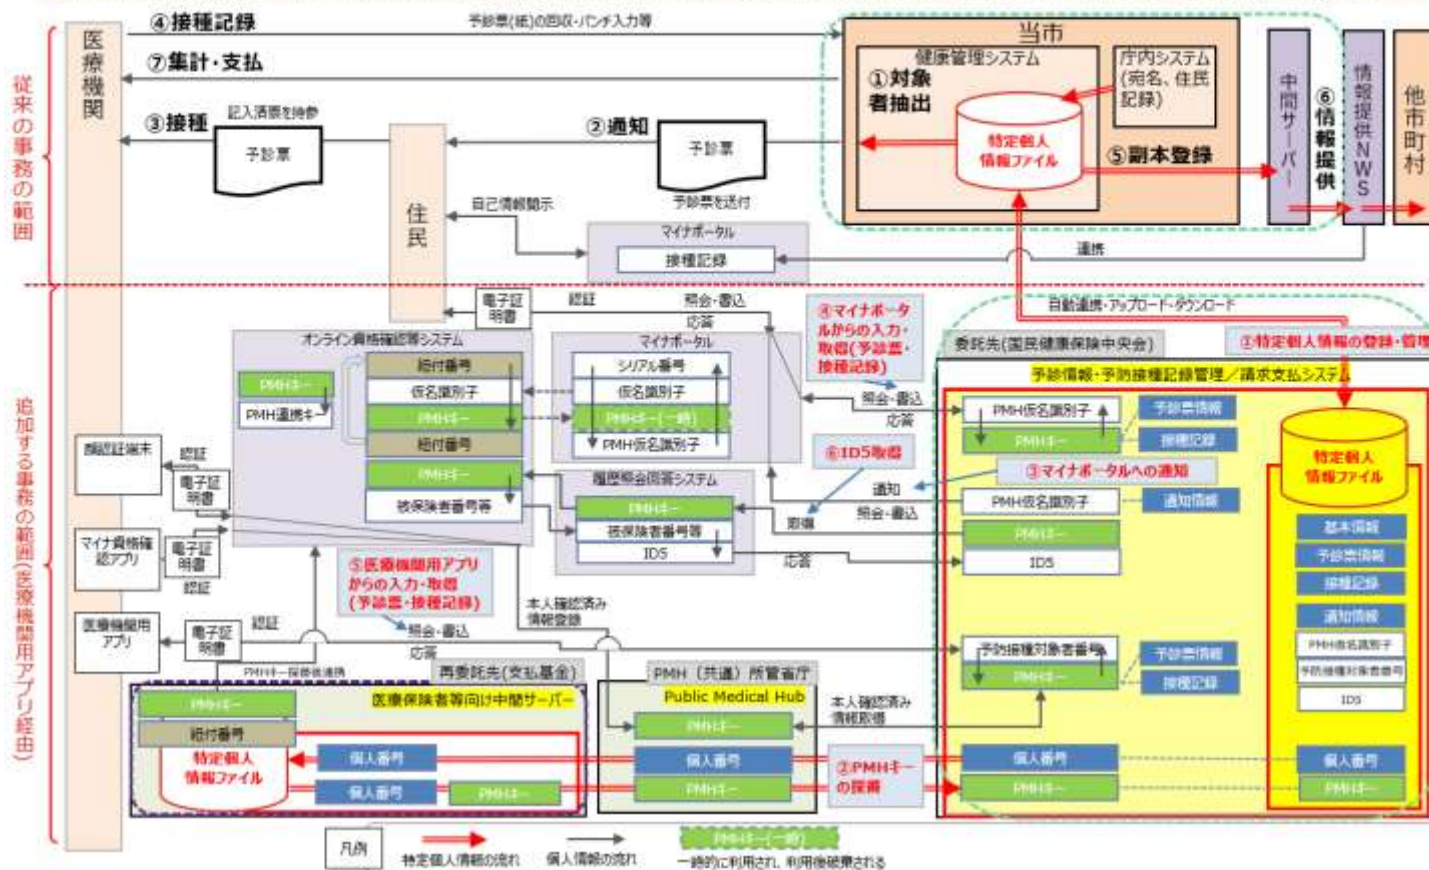 従来の事務の範囲
医療機関
④接種記録
予診票(紙)の回収・パンチ入力等
⑦集計・支払
③接種
記入済票を持参
予診票
住民
②通知
予診票
予診票を送付
自己情報開示
マイナポータル
接種記録
当市
健康管理システム
①対象
者抽出
特定個人
情報ファイル
庁内システム
(宛名、住民
記録)
⑤副本登録
中間サーバー
⑥情報提供
情報提供NWS
他市町村
連携
追加する事務の範囲(医療機関用アプリ経由)
電子証
明書
認証
照会・書込
応答
自動連携・アップロード・ダウンロード
④マイナポータ
ルからの入力・
取得(予診票・
接種記録)
オンライン資格確認等システム
PMHキー
PMH連携キー
紐付番号
仮名識別子
PMHキー
紐付番号
PMHキー
被保険者番号等
マイナポータル
シリアル番号
仮名識別子
PMHキー(一時)
PMH仮名識別子
履歴照会回答システム
PMHキー
被保険者番号等
ID5
照会・書込
応答
⑥ID5取得
③マイナポータルへの通知
通知
照会・書込
取得
応答
委託先(国民健康保険中央会)
①特定個人情報の登録・管理
予診情報・予防接種記録管理／請求支払システム
PMH仮名識別子
PMHキー
予診票情報
接種記録
PMH仮名識別子
通知情報
PMHキー
ID5
予防接種対象者番号
PMHキー
予診票情報
接種記録
個人番号
PMHキー
特定個人
情報ファイル
基本情報
予診票情報
接種記録
通知情報
PMH仮名識別子
予防接種対象者番号
ID5
個人番号
PMHキー
顔認証端末
認証
電子証
明書
マイナ資格確
認アプリ
電子証
明書
認証
医療機関用
アプリ
電子証
明書
認証
⑤医療機関用アプリ
からの入力・取得
(予診票・接種記録)
照会・書込
応答
本人確認済み
情報登録
PMHキー採番後連携
再委託先(支払基金)
医療保険者等向け中間サーバー
PMHキー
紐付番号
特定個人
情報ファイル
個人番号
個人番号
PMHキー
PMH（共通）所管省庁
Public Medical Hub
PMHキー
個人番号
PMHキー
本人確認済み
情報取得
②PMHキー
の採番
凡例
特定個人情報の流れ
個人情報の流れ
PMHキー(一時)
一時的に利用され、利用後破棄される